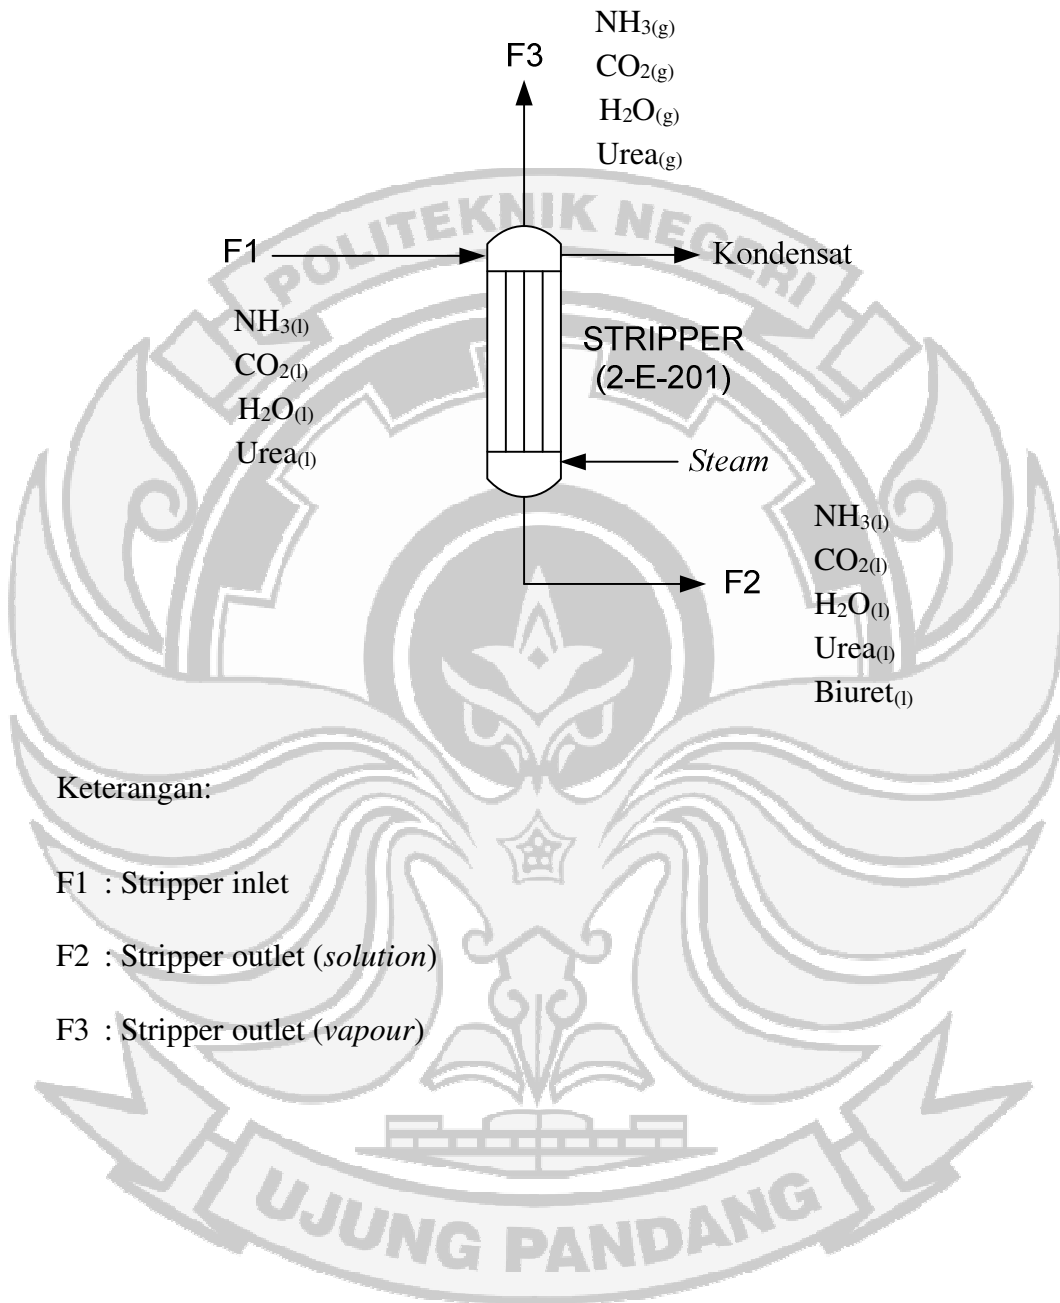 NH₃(g)
F3
CO₂(g)
H₂O(g)
Urea(g)
POLITEKNIK NEGERI
F1
Kondensat
NH₃(l)
CO₂(l)
H₂O(l)
Urea(l)
STRIPPER
(2-E-201)
Steam
F2
NH₃(l)
CO₂(l)
H₂O(l)
Urea(l)
Biuret(l)
Keterangan:
F1 : Stripper inlet
F2 : Stripper outlet (solution)
F3 : Stripper outlet (vapour)
UJUNG PANDANG